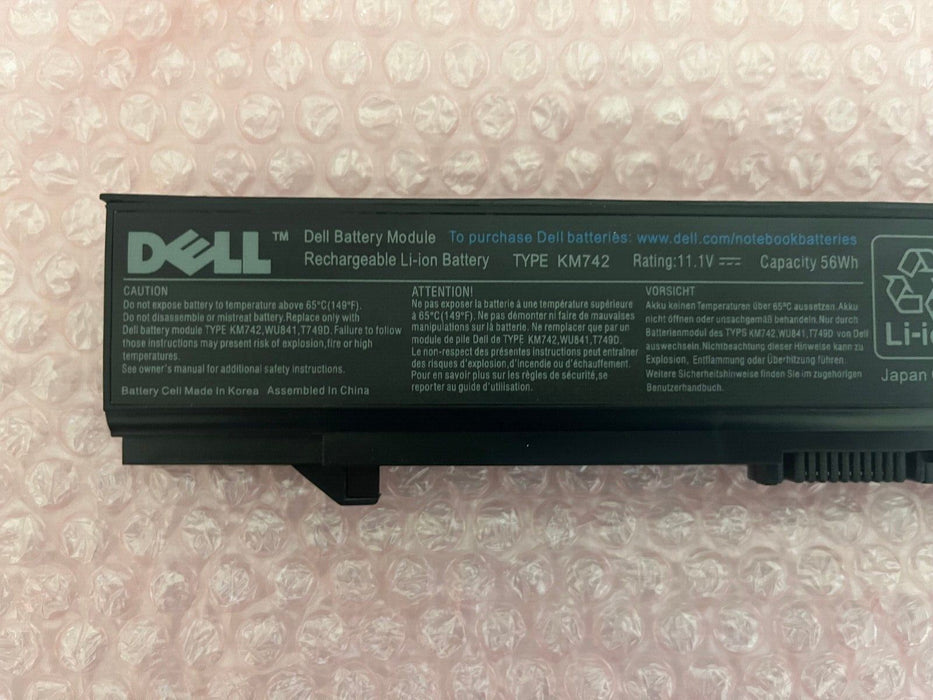 DELL™
Dell Battery Module To purchase Dell batteries: www.dell.com/notebookbatteries
Rechargeable Li-ion Battery TYPE KM742 Rating:11.1V⎓ Capacity 56Wh
CAUTION
Do not expose battery to temperature above 65°C(149°F).
Do not disassemble or mistreat battery.Replace only with
Dell battery module TYPE KM742,WU841,T749D. Failure to follow
those instructions may present risk of explosion,fire or high
temperatures.
See owner's manual for additional safety instructions.
Battery Cell Made In Korea Assembled In China
ATTENTION!
Ne pas exposer la batterie à une température supérieure
à 65°C(149°F). Ne pas démonter ni faire de mauvaises
manipulations sur la batterie. Ne remplacer que par un
module de pile Dell de TYPE KM742,WU841,T749D.
Le non-respect des présentes instructions peut entraîner
des risques d'explosion,d'incendie ou d'échauffement.
Pour en savoir plus sur les règles de sécurité,se
reporter au guide d'utilisation.
VORSICHT
Akku keinen Temperaturen über 65°C aussetzen. Akku
nicht öffnen oder unsachgemäß behandeln. Nur durch
Batterienmodul des TYPS KM742,WU841,T749D von Dell
auswechseln. Nichtbeachtung dieser Hinweise kann zu
Explosion, Entflammung oder Überhitzung führen.
Weitere Sicherheitshinweise finden Sie im zugehörigen
Benutzerhandbuch.
Li-i
Japan